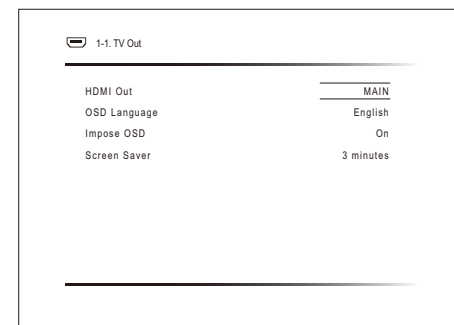 1-1. TV Out
HDMI Out MAIN
OSD Language English
Impose OSD On
Screen Saver 3 minutes